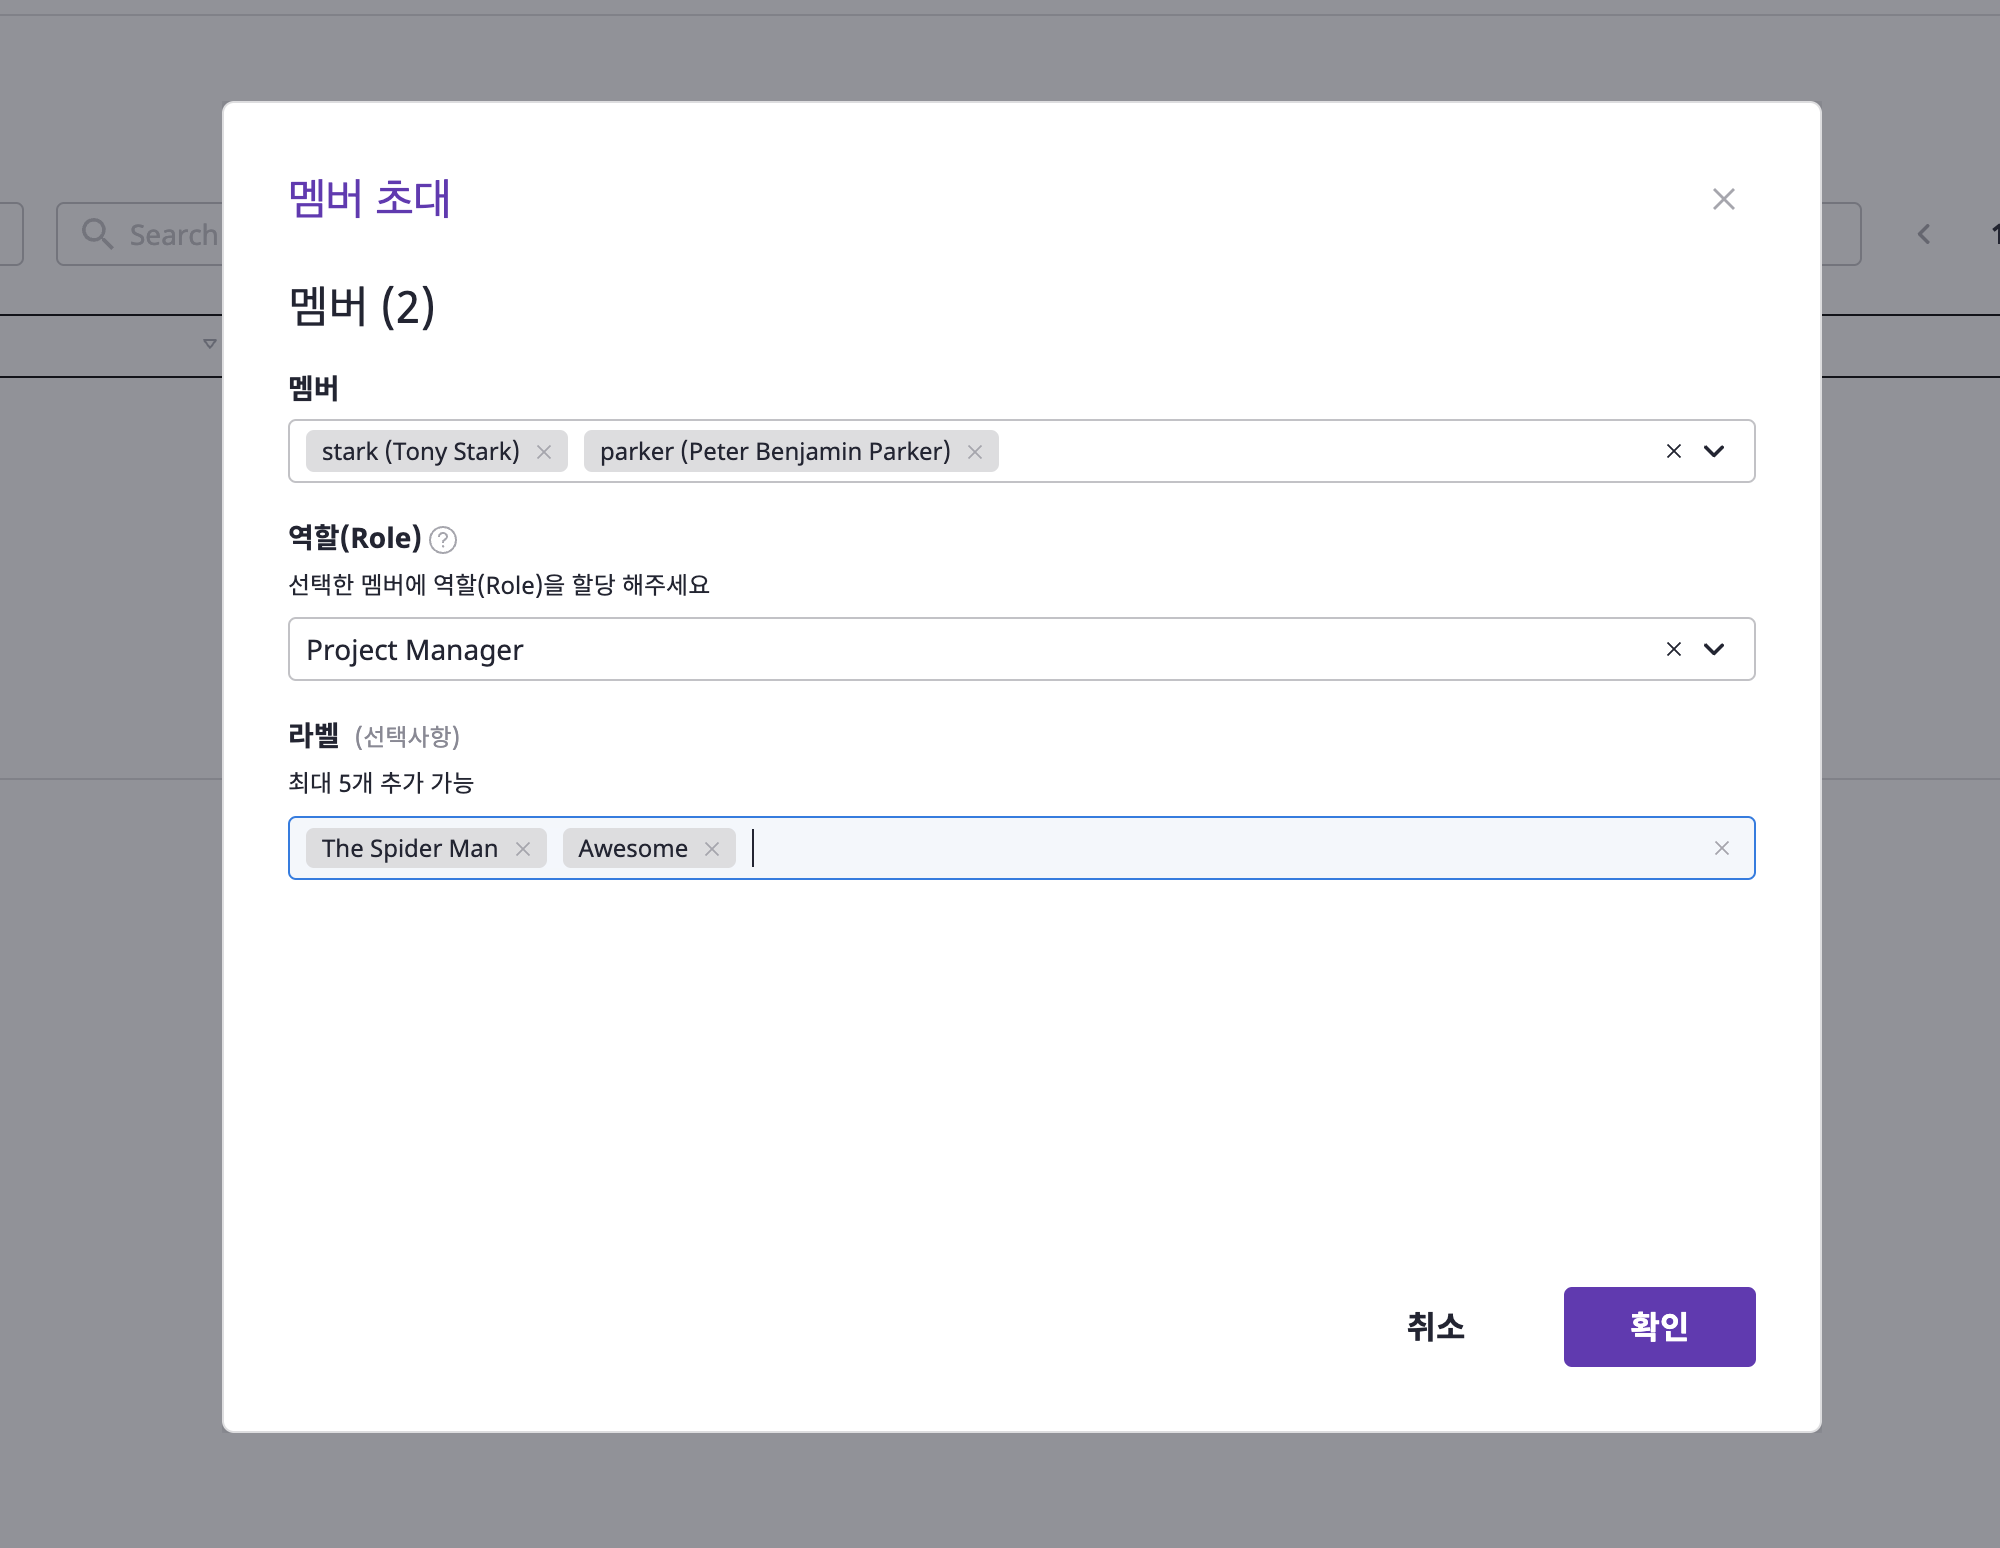 Search
멤버 초대
멤버 (2)
멤버
stark (Tony Stark) parker (Peter Benjamin Parker)
역할(Role) ?
선택한 멤버에 역할(Role)을 할당 해주세요
Project Manager
라벨 (선택사항)
최대 5개 추가 가능
The Spider Man Awesome
취소 확인